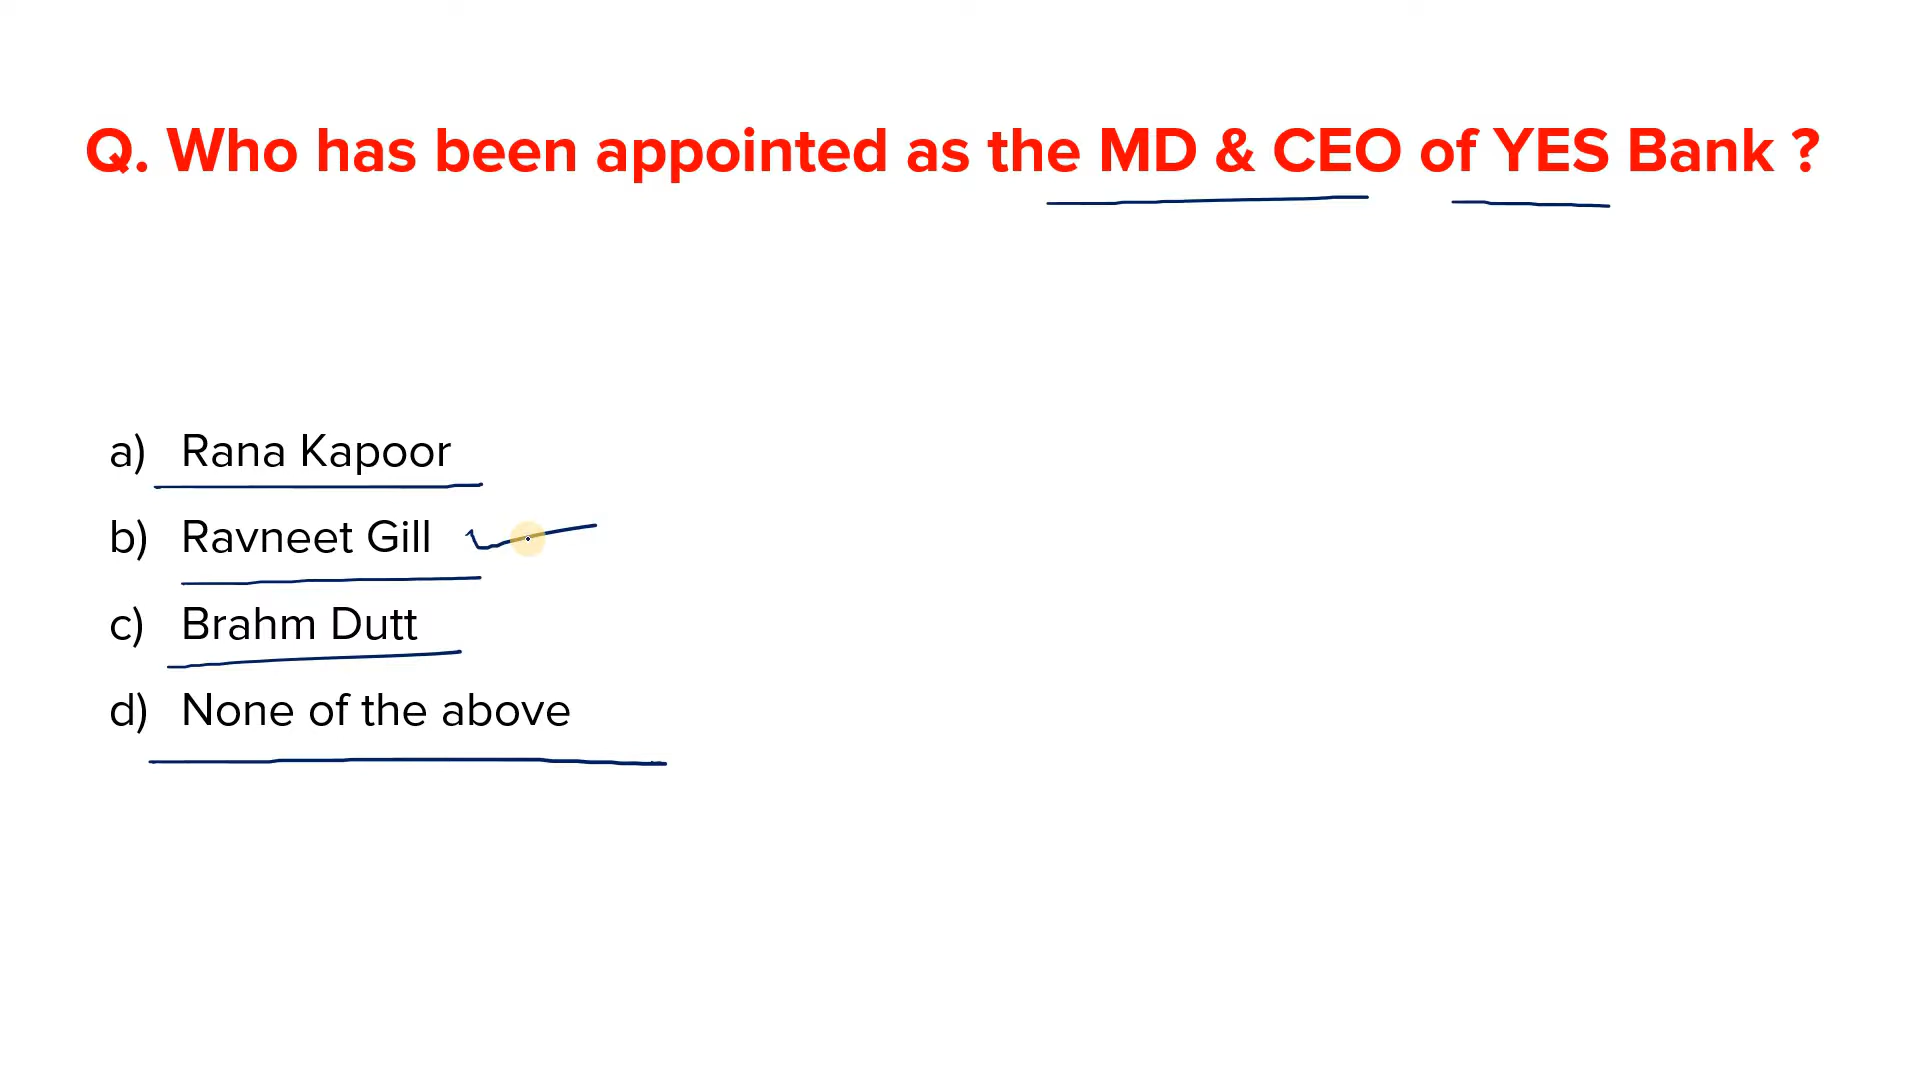 Q. Who has been appointed as the MD & CEO of YES Bank ?
a) Rana Kapoor
b) Ravneet Gill
c) Brahm Dutt
d) None of the above